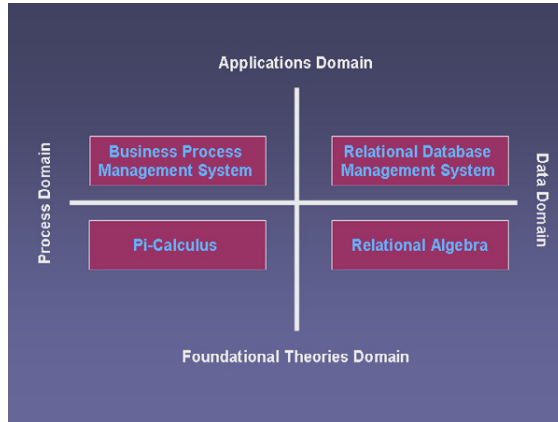 Applications Domain
Business Process
Management System
Relational Database
Management System
Process Domain
Data Domain
Pi-Calculus
Relational Algebra
Foundational Theories Domain